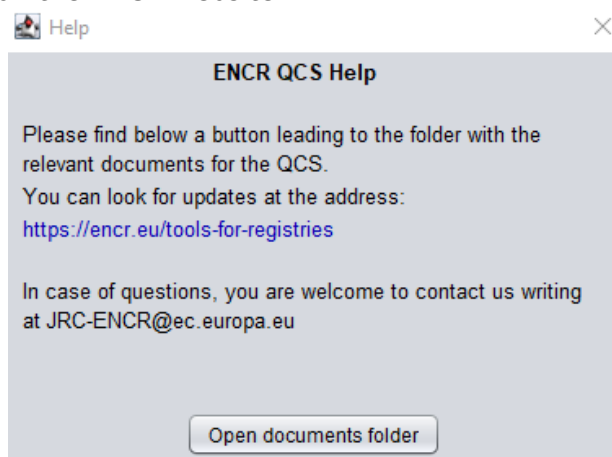 Help
ENCR QCS Help
Please find below a button leading to the folder with the
relevant documents for the QCS.
You can look for updates at the address:
https://encr.eu/tools-for-registries
In case of questions, you are welcome to contact us writing
at JRC-ENCR@ec.europa.eu
Open documents folder